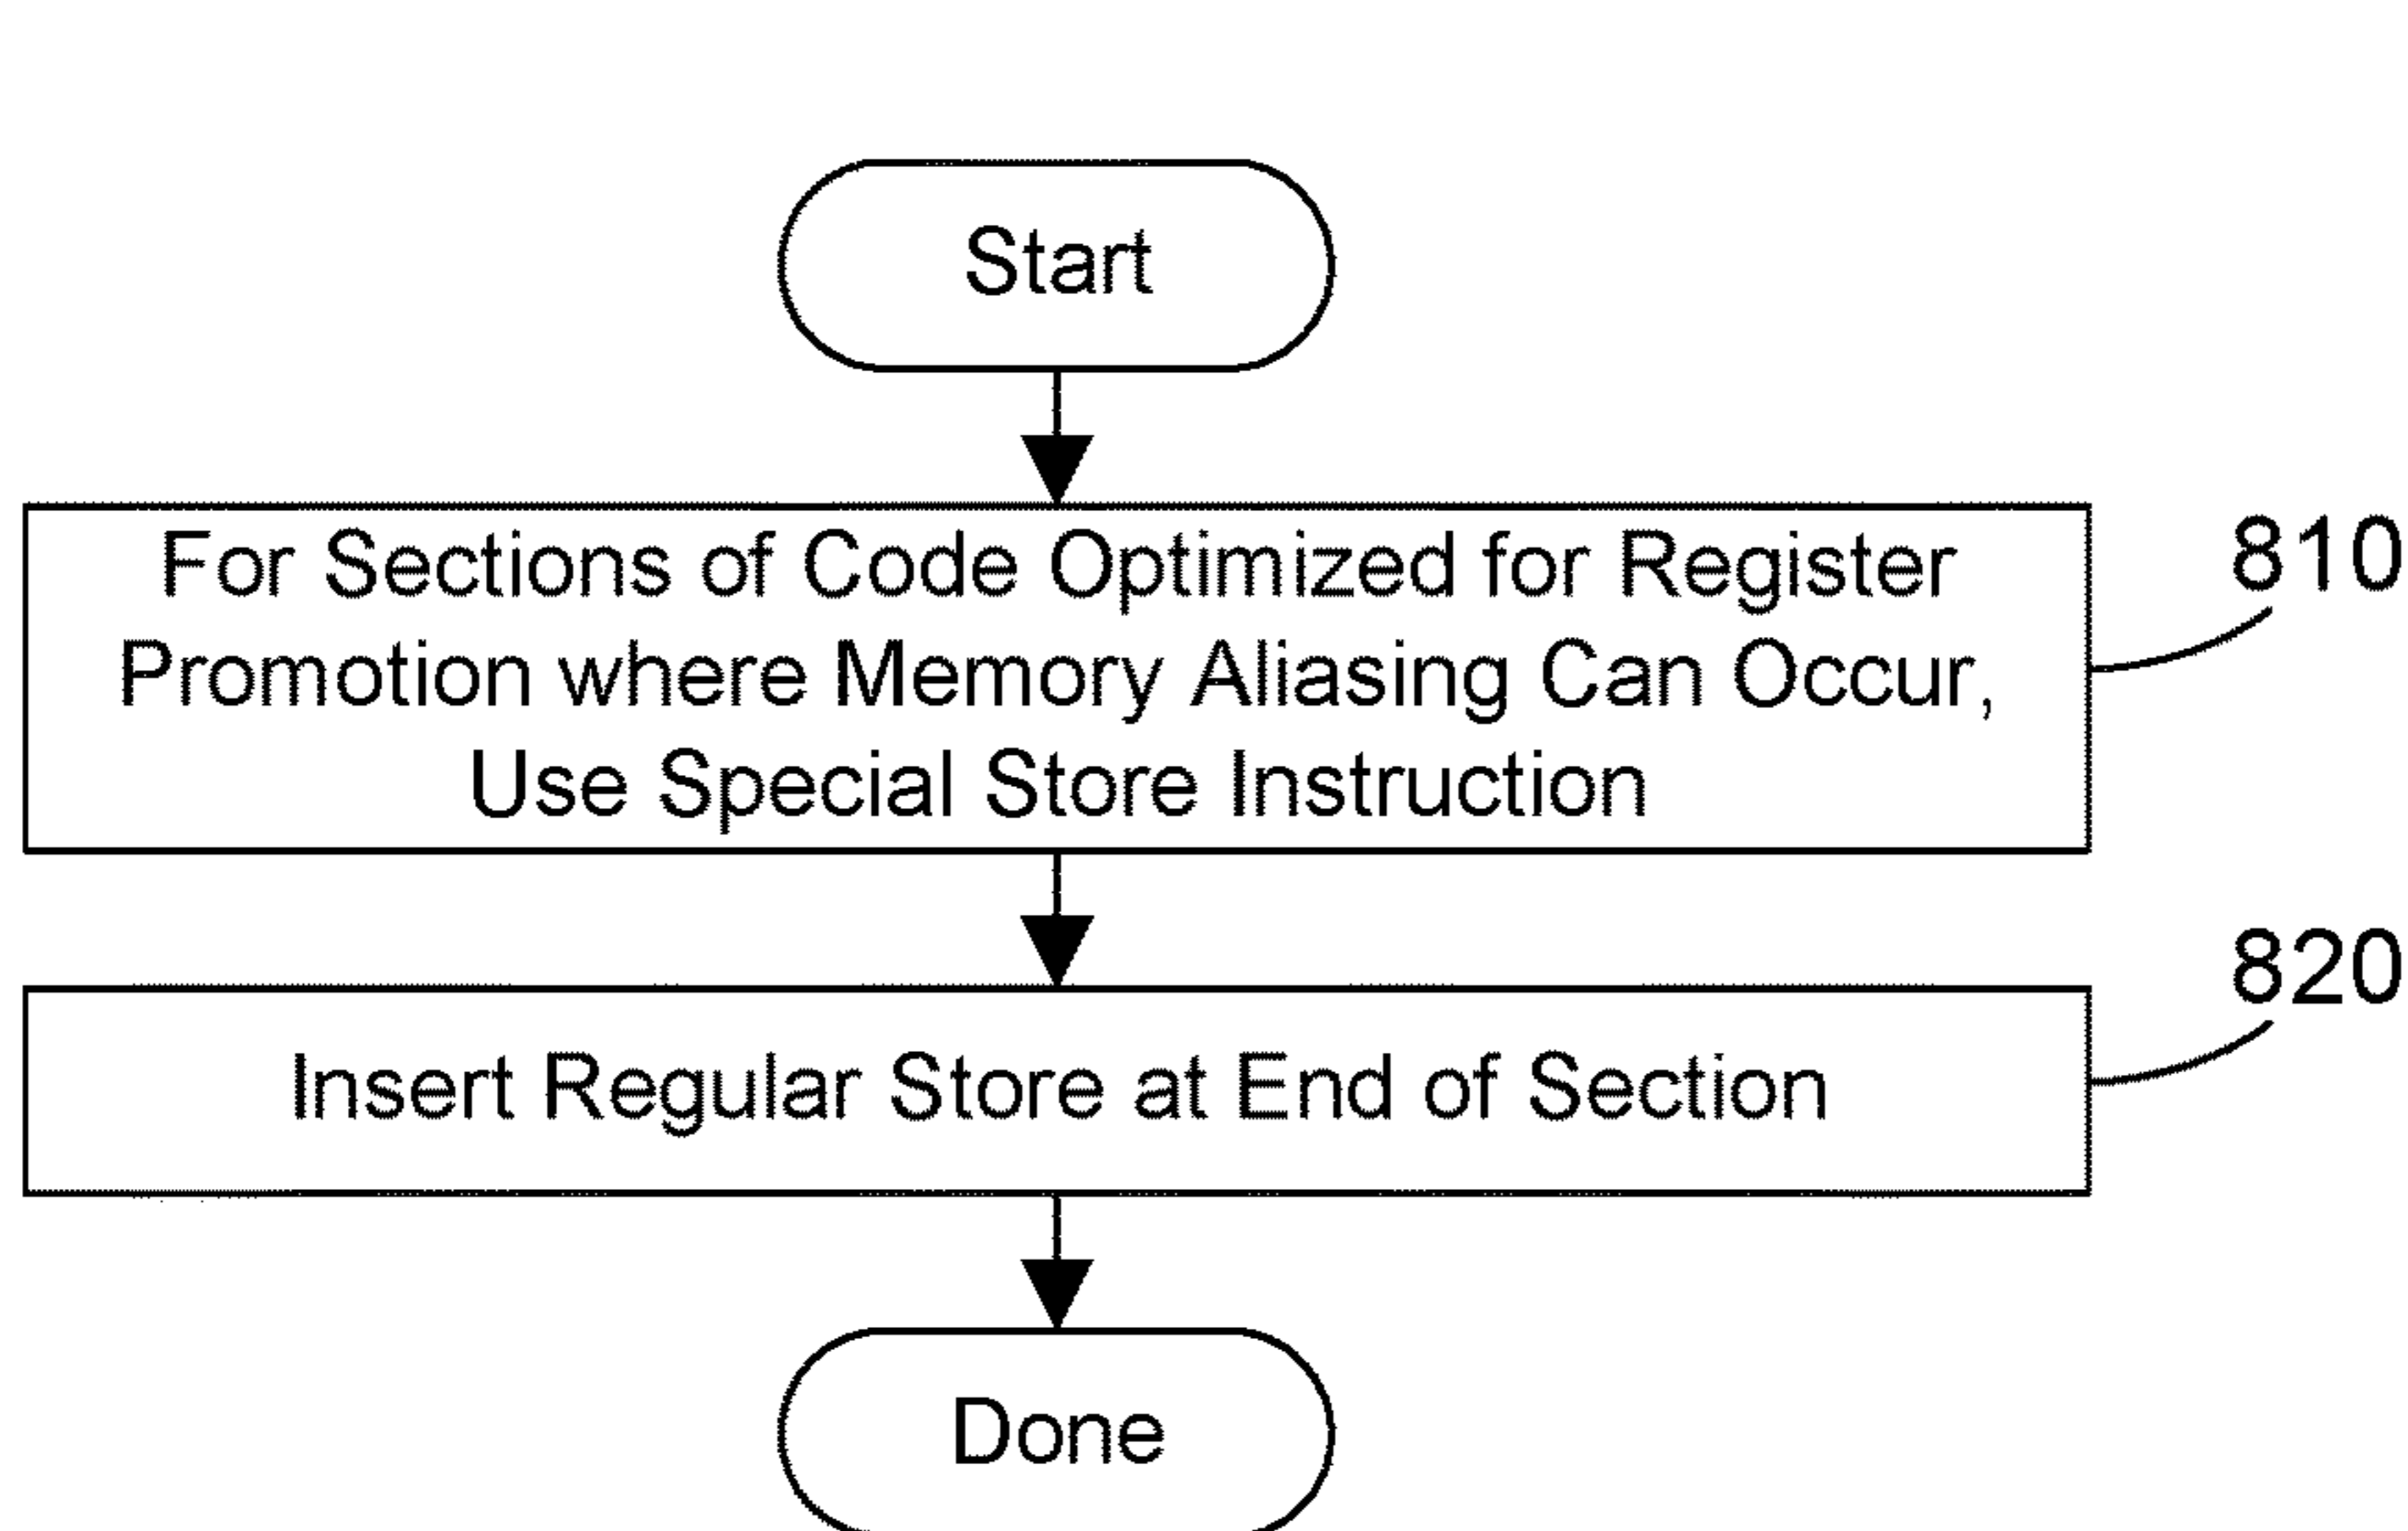 Start
For Sections of Code Optimized for Register
Promotion where Memory Aliasing Can Occur,
Use Special Store Instruction
810
Insert Regular Store at End of Section
820
Done